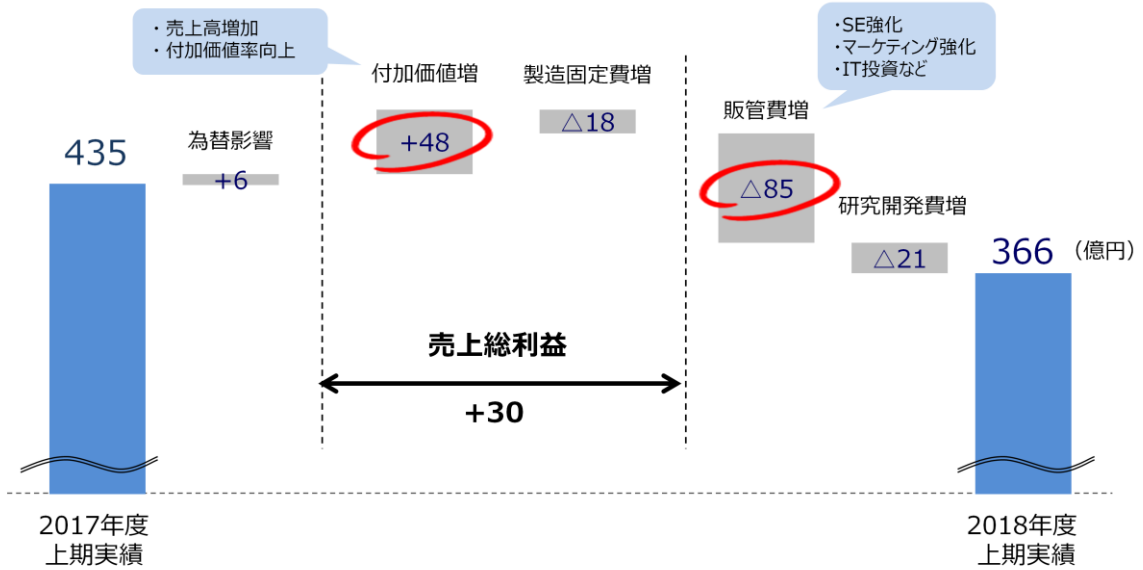 ・売上高増加
・付加価値率向上
・SE強化
・マーケティング強化
・IT投資など
付加価値増
製造固定費増
販管費増
435
為替影響
+6
+48
△18
△85
研究開発費増
△21
366
（億円）
売上総利益
+30
2017年度
上期実績
2018年度
上期実績